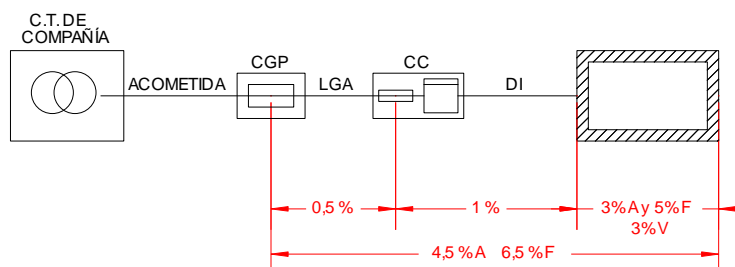 C.T. DE
COMPAÑÍA
ACOMETIDA
CGP
LGA
CC
DI
0,5 %
1 %
3%A y 5%F
3%V
4,5 %A 6,5 %F